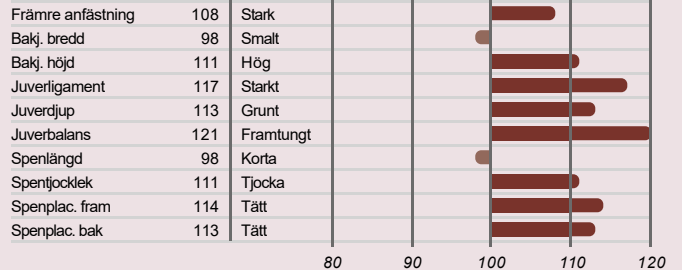 Främre anfästning 108 Stark
Bakj. bredd 98 Smalt
Bakj. höjd 111 Hög
Juverligament 117 Starkt
Juverdjup 113 Grunt
Juverbalans 121 Framtungt
Spenlängd 98 Korta
Spentjocklek 111 Tjocka
Spenplac. fram 114 Tätt
Spenplac. bak 113 Tätt
80 90 100 110 120